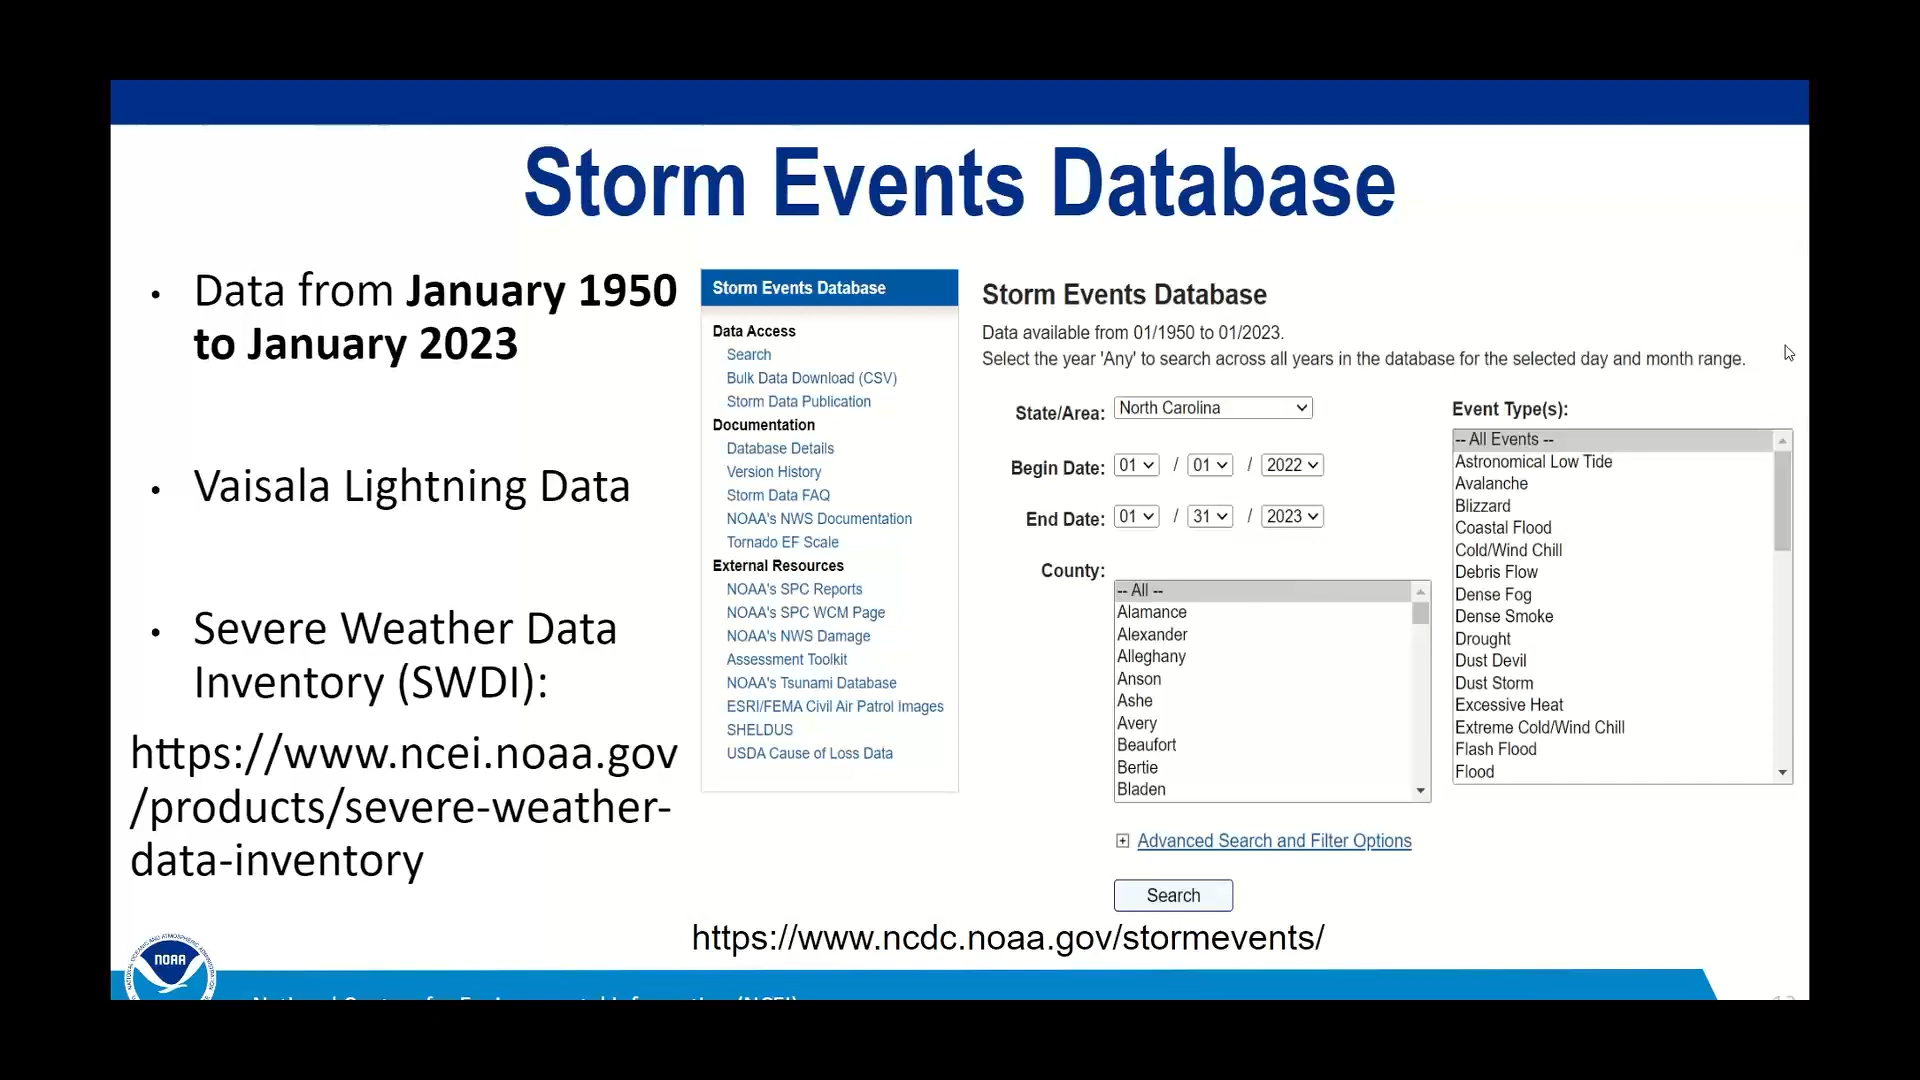 Storm Events Database
• Data from January 1950
to January 2023
• Vaisala Lightning Data
• Severe Weather Data
Inventory (SWDI):
https://www.ncei.noaa.gov
/products/severe-weather-
data-inventory
Storm Events Database
Data Access
Search
Bulk Data Download (CSV)
Storm Data Publication
Documentation
Database Details
Version History
Storm Data FAQ
NOAA's NWS Documentation
Tornado EF Scale
External Resources
NOAA's SPC Reports
NOAA's SPC WCM Page
NOAA's NWS Damage
Assessment Toolkit
NOAA's Tsunami Database
ESRI/FEMA Civil Air Patrol Images
SHELDUS
USDA Cause of Loss Data
Storm Events Database
Data available from 01/1950 to 01/2023.
Select the year 'Any' to search across all years in the database for the selected day and month range.
State/Area: North Carolina
Begin Date: 01 / 01 / 2022
End Date: 01 / 31 / 2023
County:
-- All --
Alamance
Alexander
Alleghany
Anson
Ashe
Avery
Beaufort
Bertie
Bladen
Event Type(s):
-- All Events --
Astronomical Low Tide
Avalanche
Blizzard
Coastal Flood
Cold/Wind Chill
Debris Flow
Dense Fog
Dense Smoke
Drought
Dust Devil
Dust Storm
Excessive Heat
Extreme Cold/Wind Chill
Flash Flood
Flood
Advanced Search and Filter Options
Search
https://www.ncdc.noaa.gov/stormevents/
NOAA